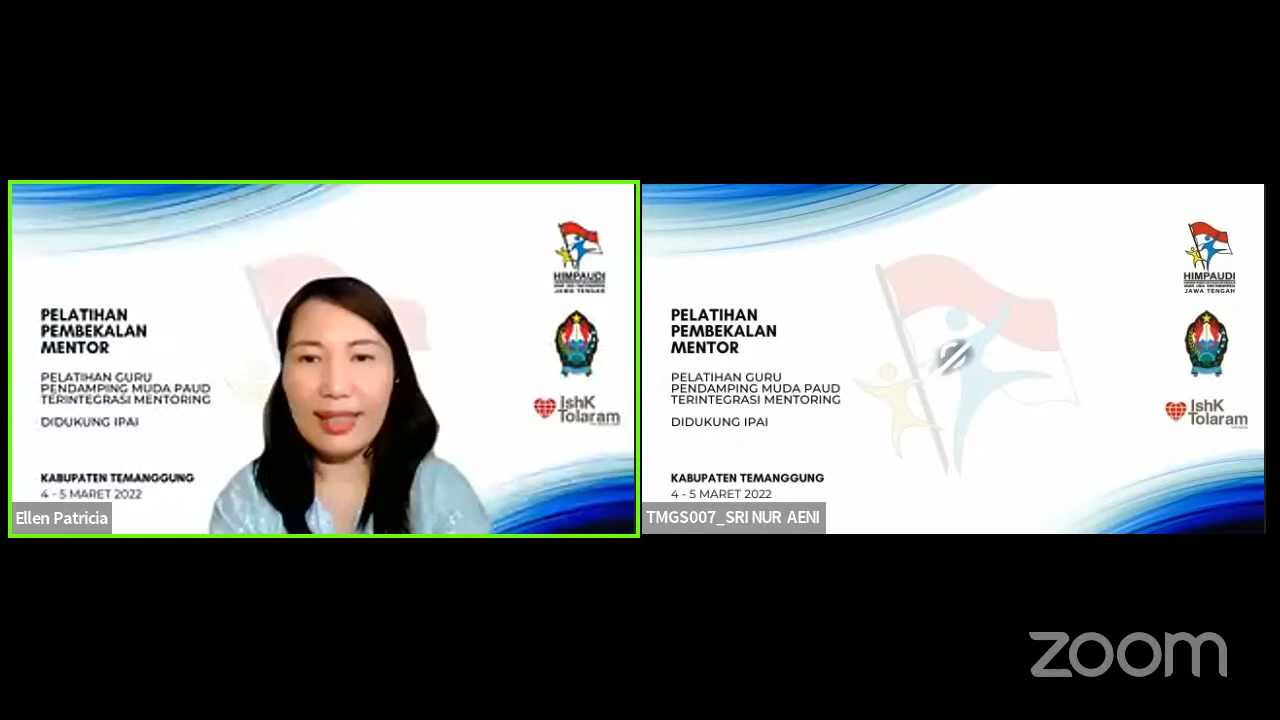 PELATIHAN
PEMBEKALAN
MENTOR
PELATIHAN GURU
PENDAMPING MUDA PAUD
TERINTEGRASI MENTORING
DIDUKUNG IPAI
KABUPATEN TEMANGGUNG
4 - 5 MARET 2022
HIMPAUDI
JAWA TENGAH
IshK
Tolaram
Ellen Patricia
PELATIHAN
PEMBEKALAN
MENTOR
PELATIHAN GURU
PENDAMPING MUDA PAUD
TERINTEGRASI MENTORING
DIDUKUNG IPAI
KABUPATEN TEMANGGUNG
4 - 5 MARET 2022
HIMPAUDI
JAWA TENGAH
IshK
Tolaram
TMGS007_SRI NUR AENI
zoom